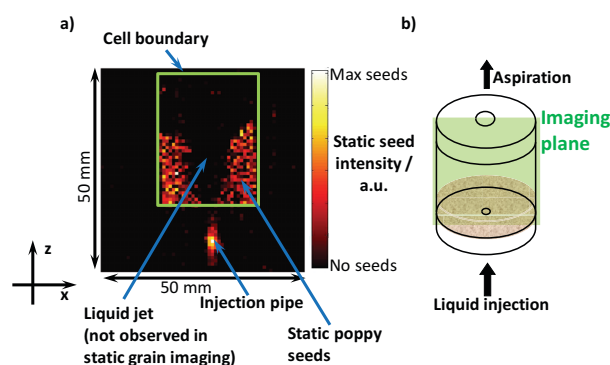 a)
Cell boundary
50 mm
50 mm
z
x
Liquid jet
(not observed in
static grain imaging)
Injection pipe
Static poppy
seeds
Max seeds
Static seed
intensity /
a.u.
No seeds
b)
Aspiration
Imaging
plane
Liquid injection